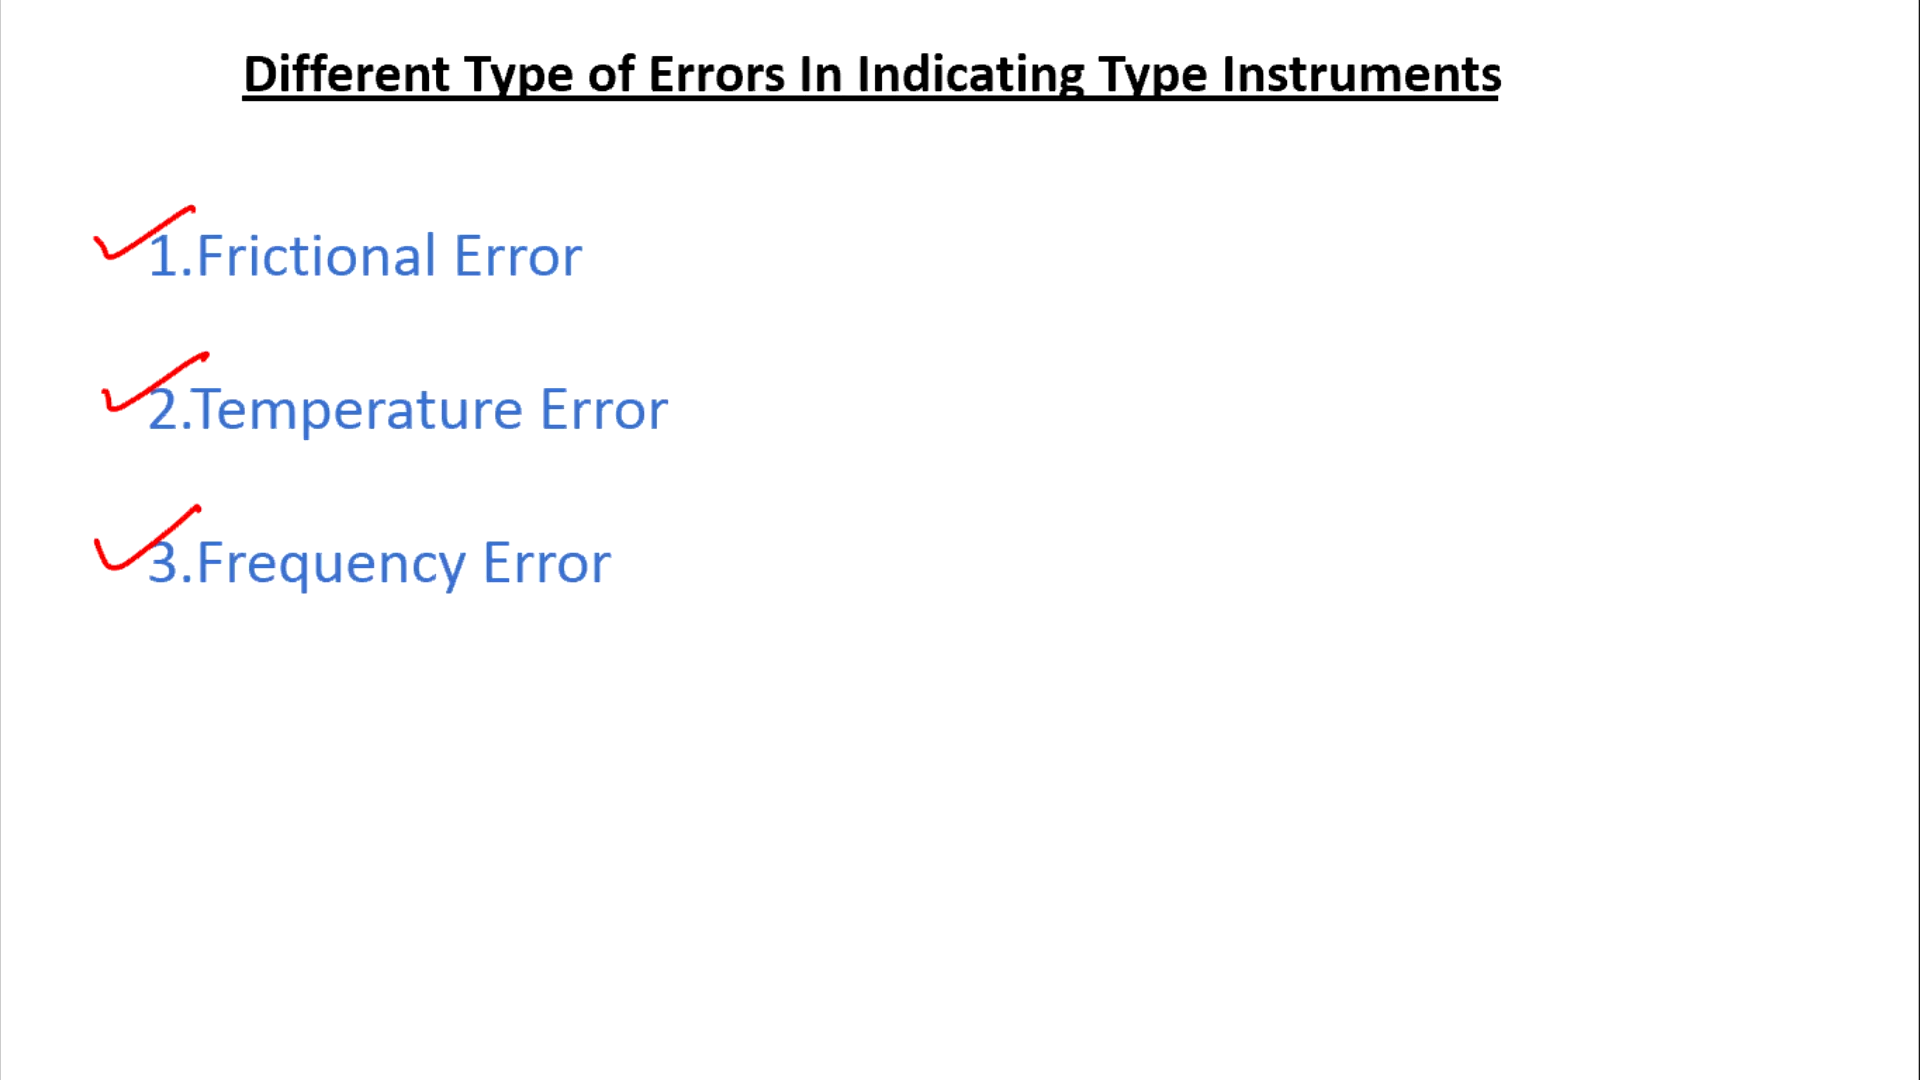 Different Type of Errors In Indicating Type Instruments
1.Frictional Error
2.Temperature Error
3.Frequency Error